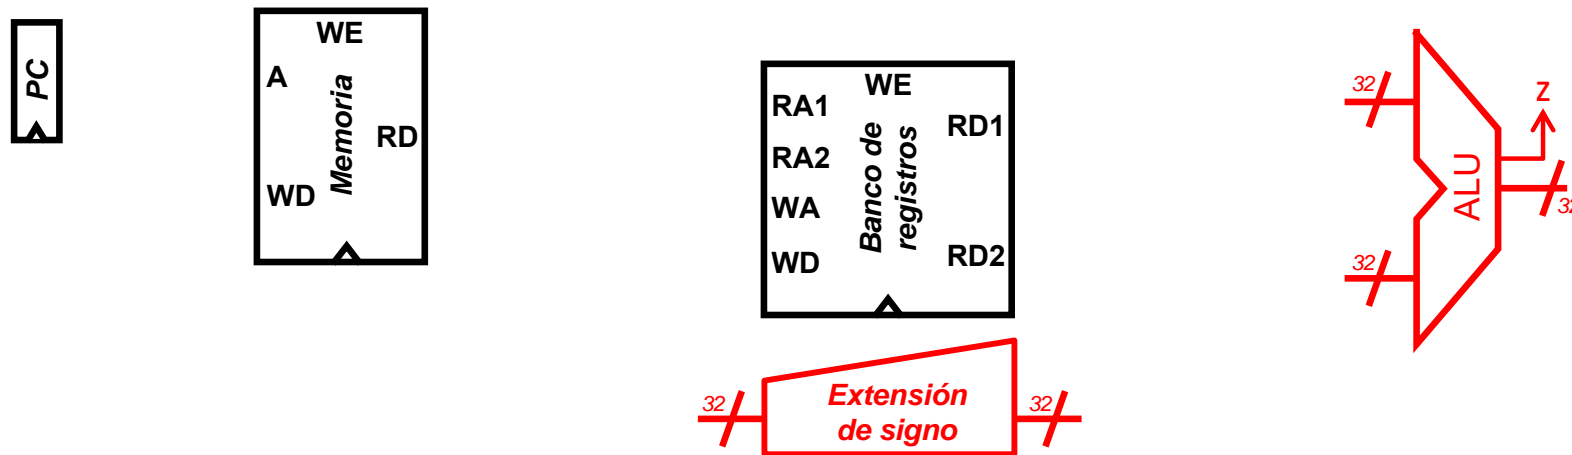 PC
WE
A
Memoria
RD
WD
WE
RA1
RD1
RA2
Banco de
registros
WA
WD
RD2
32
Extensión
de signo
32
32
Z
ALU
32
32